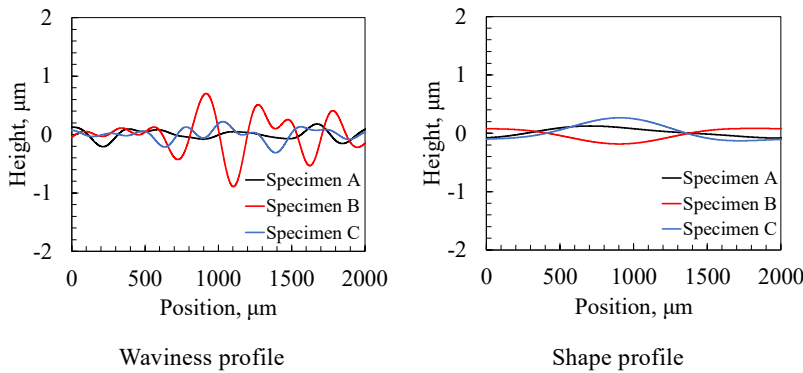 2
1
0
-1
-2
Height, μm
Specimen A
Specimen B
Specimen C
0 500 1000 1500 2000
Position, μm
Waviness profile
2
1
0
-1
-2
Height, μm
Specimen A
Specimen B
Specimen C
0 500 1000 1500 2000
Position, μm
Shape profile